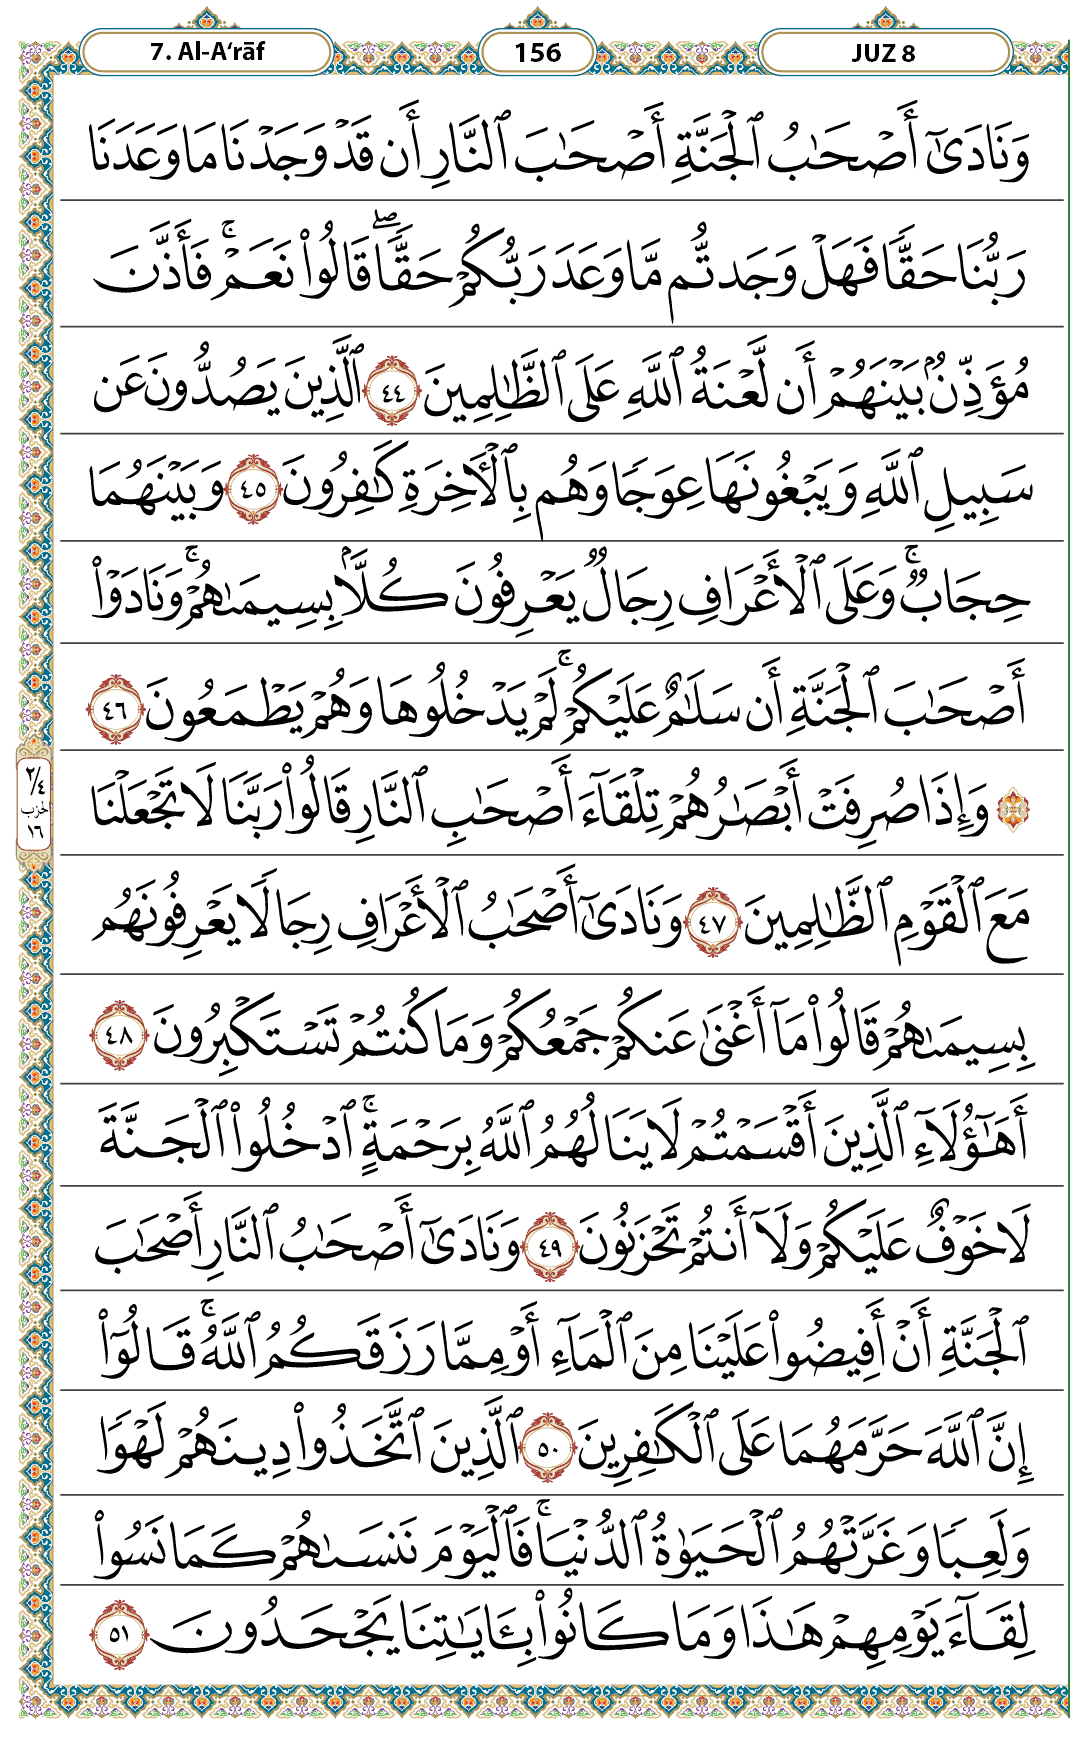 7. Al-A‘rāf 156 JUZ 8
وَنَادَىٰٓ أَصْحَٰبُ ٱلْجَنَّةِ أَصْحَٰبَ ٱلنَّارِ أَن قَدْ وَجَدْنَا مَا وَعَدَنَا
رَبُّنَا حَقًّا فَهَلْ وَجَدتُّم مَّا وَعَدَ رَبُّكُمْ حَقًّا ۖ قَالُوا۟ نَعَمْ ۚ فَأَذَّنَ
مُؤَذِّنٌۢ بَيْنَهُمْ أَن لَّعْنَةُ ٱللَّهِ عَلَى ٱلظَّٰلِمِينَ ٤٤ ٱلَّذِينَ يَصُدُّونَ عَن
سَبِيلِ ٱللَّهِ وَيَبْغُونَهَا عِوَجًا وَهُم بِٱلْـَٔاخِرَةِ كَٰفِرُونَ ٤٥ وَبَيْنَهُمَا
حِجَابٌ ۚ وَعَلَى ٱلْأَعْرَافِ رِجَالٌ يَعْرِفُونَ كُلًّۢا بِسِيمَىٰهُمْ ۚ وَنَادَوْا۟
أَصْحَٰبَ ٱلْجَنَّةِ أَن سَلَٰمٌ عَلَيْكُمْ ۚ لَمْ يَدْخُلُوهَا وَهُمْ يَطْمَعُونَ ٤٦
۞ وَإِذَا صُرِفَتْ أَبْصَٰرُهُمْ تِلْقَآءَ أَصْحَٰبِ ٱلنَّارِ قَالُوا۟ رَبَّنَا لَا تَجْعَلْنَا
٢/٤
الحزب
١٦
مَعَ ٱلْقَوْمِ ٱلظَّٰلِمِينَ ٤٧ وَنَادَىٰٓ أَصْحَٰبُ ٱلْأَعْرَافِ رِجَالًا يَعْرِفُونَهُم
بِسِيمَىٰهُمْ قَالُوا۟ مَآ أَغْنَىٰ عَنكُمْ جَمْعُكُمْ وَمَا كُنتُمْ تَسْتَكْبِرُونَ ٤٨
أَهَٰٓؤُلَآءِ ٱلَّذِينَ أَقْسَمْتُمْ لَا يَنَالُهُمُ ٱللَّهُ بِرَحْمَةٍ ۚ ٱدْخُلُوا۟ ٱلْجَنَّةَ
لَا خَوْفٌ عَلَيْكُمْ وَلَآ أَنتُمْ تَحْزَنُونَ ٤٩ وَنَادَىٰٓ أَصْحَٰبُ ٱلنَّارِ أَصْحَٰبَ
ٱلْجَنَّةِ أَنْ أَفِيضُوا۟ عَلَيْنَا مِنَ ٱلْمَآءِ أَوْ مِمَّا رَزَقَكُمُ ٱللَّهُ ۚ قَالُوٓا۟
إِنَّ ٱللَّهَ حَرَّمَهُمَا عَلَى ٱلْكَٰفِرِينَ ٥٠ ٱلَّذِينَ ٱتَّخَذُوا۟ دِينَهُمْ لَهْوًا
وَلَعِبًا وَغَرَّتْهُمُ ٱلْحَيَوٰةُ ٱلدُّنْيَا ۚ فَٱلْيَوْمَ نَنسَىٰهُمْ كَمَا نَسُوا۟
لِقَآءَ يَوْمِهِمْ هَٰذَا وَمَا كَانُوا۟ بِـَٔايَٰتِنَا يَجْحَدُونَ ٥١